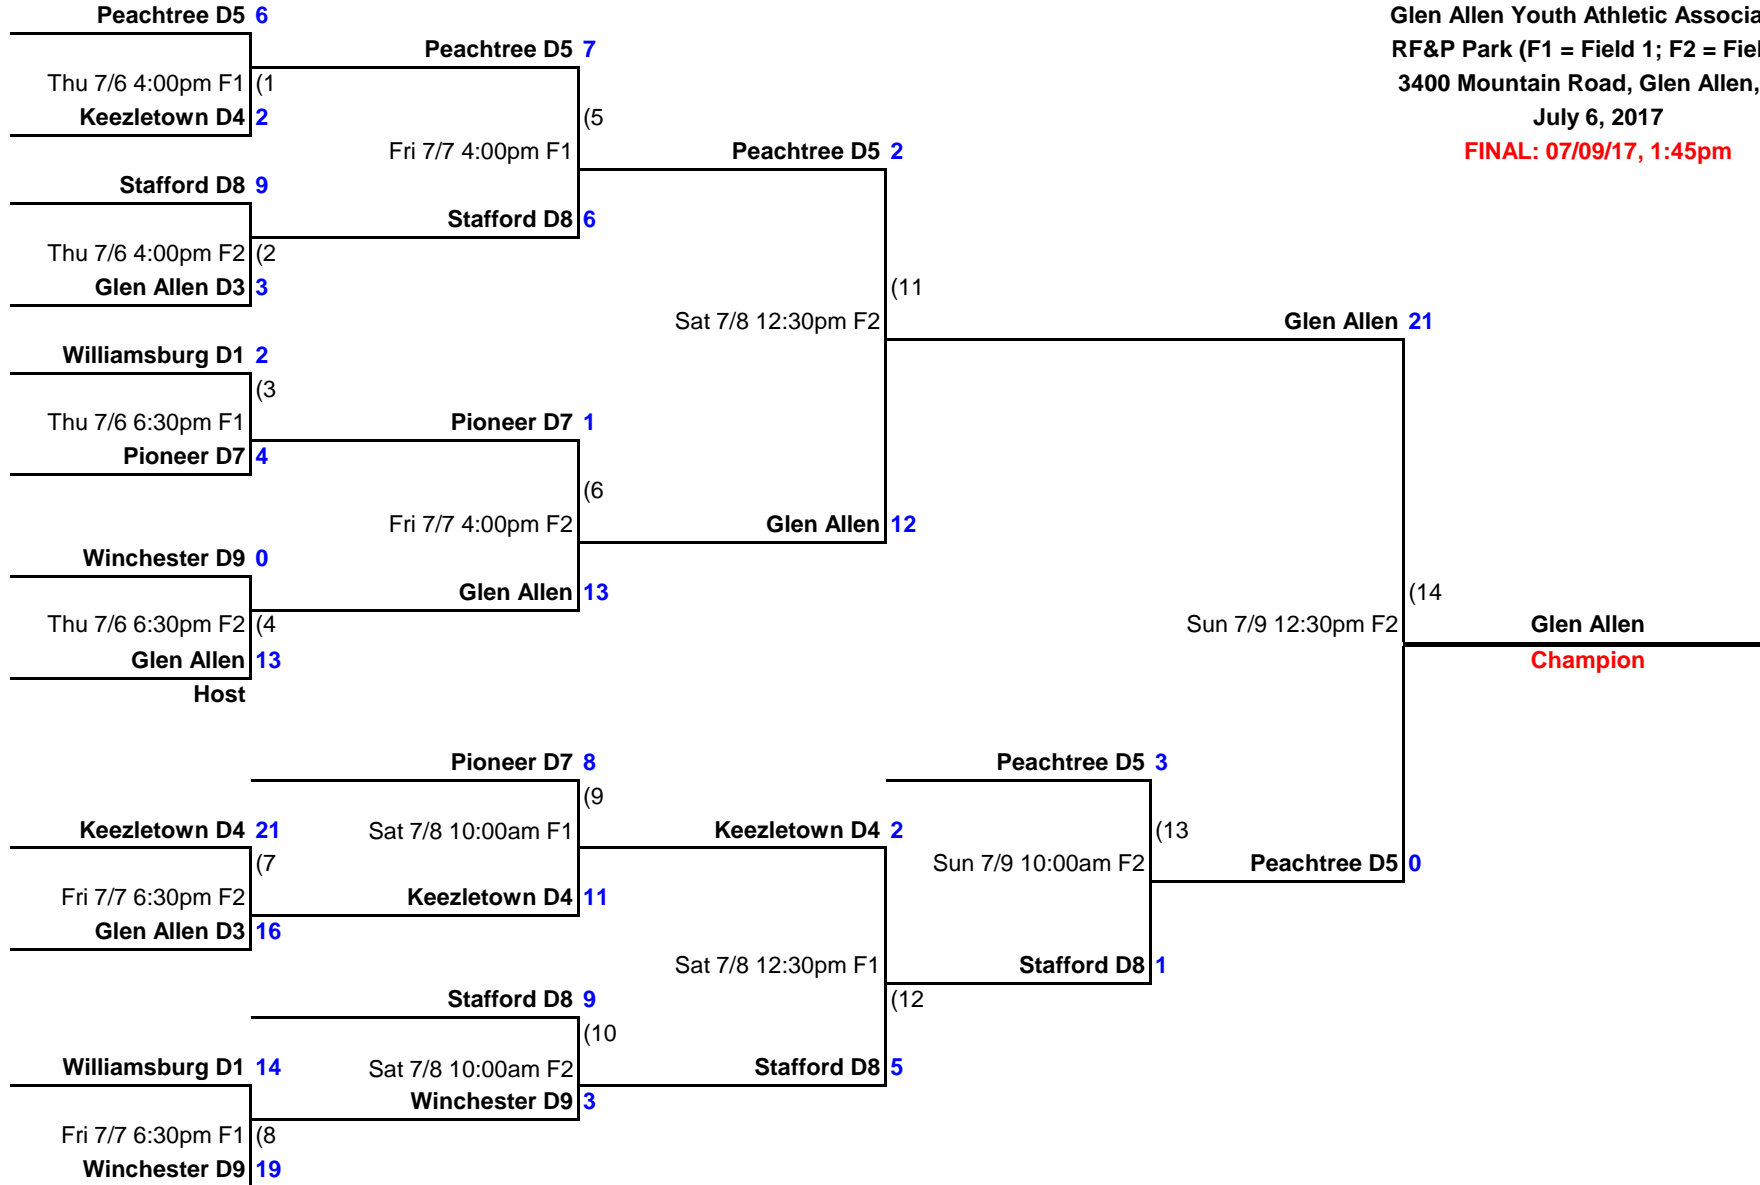 Peachtree D5 6
Glen Allen Youth Athletic Associa
Peachtree D5 7
RF&P Park (F1 = Field 1; F2 = Fiel
Thu 7/6 4:00pm F1 (1
3400 Mountain Road, Glen Allen,
Keezletown D4 2
(5
July 6, 2017
Fri 7/7 4:00pm F1
Peachtree D5 2
FINAL: 07/09/17, 1:45pm
Stafford D8 9
Stafford D8 6
Thu 7/6 4:00pm F2 (2
Glen Allen D3 3
(11
Sat 7/8 12:30pm F2
Glen Allen 21
Williamsburg D1 2
(3
Thu 7/6 6:30pm F1
Pioneer D7 1
Pioneer D7 4
(6
Fri 7/7 4:00pm F2
Glen Allen 12
Winchester D9 0
Glen Allen 13
(14
Thu 7/6 6:30pm F2 (4
Sun 7/9 12:30pm F2
Glen Allen
Glen Allen 13
Champion
Host
Pioneer D7 8
Peachtree D5 3
(9
Keezletown D4 21
Sat 7/8 10:00am F1
Keezletown D4 2
(13
(7
Sun 7/9 10:00am F2
Peachtree D5 0
Fri 7/7 6:30pm F2
Keezletown D4 11
Glen Allen D3 16
Sat 7/8 12:30pm F1
Stafford D8 1
Stafford D8 9
(12
(10
Williamsburg D1 14
Sat 7/8 10:00am F2
Stafford D8 5
Winchester D9 3
Fri 7/7 6:30pm F1 (8
Winchester D9 19